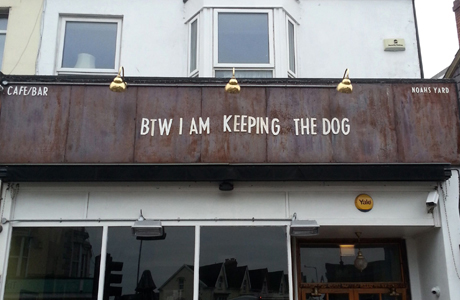 CAFE/BAR
NOAHS YARD
BTW I AM KEEPING THE DOG
Yale